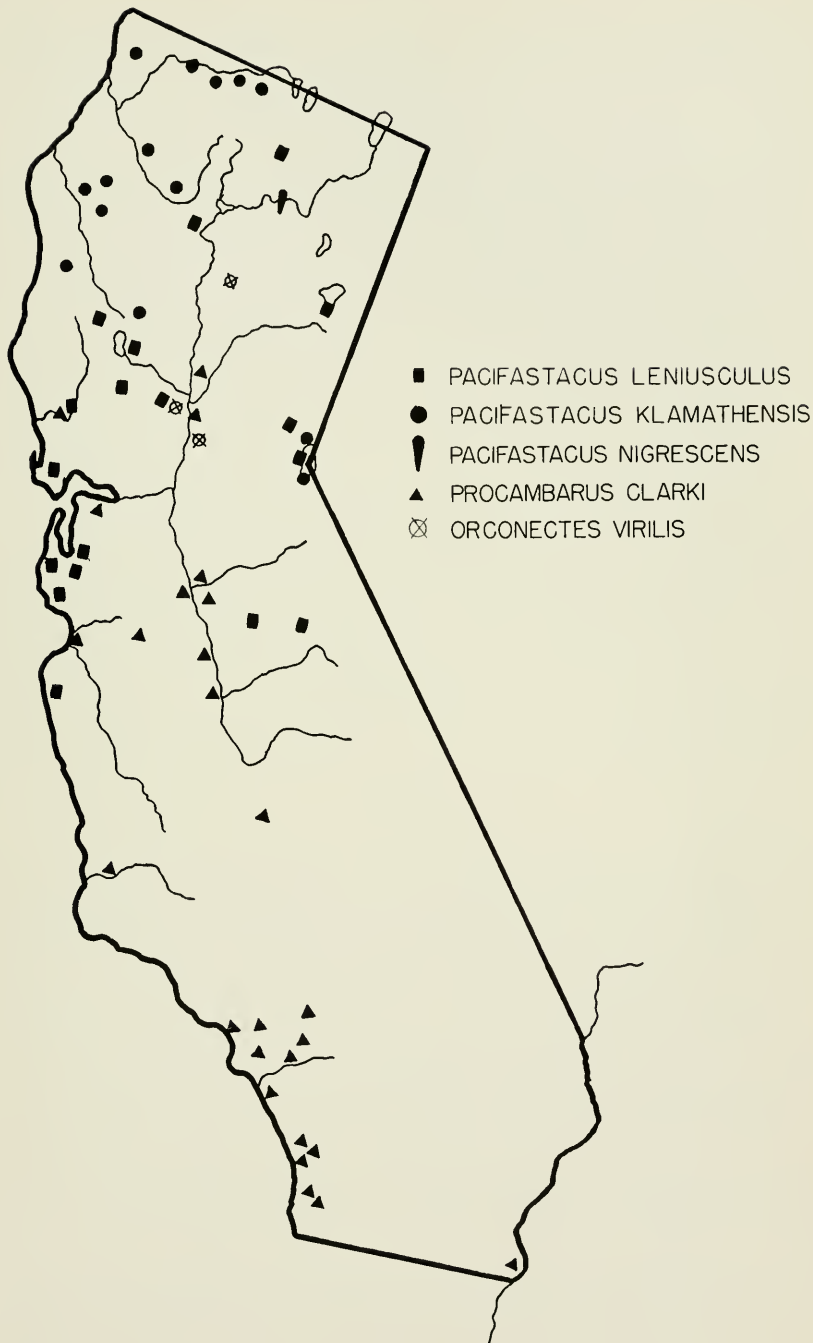 PACIFASTACUS LENIUSCULUS
PACIFASTACUS KLAMATHENSIS
PACIFASTACUS NIGRESCENS
PROCAMBARUS CLARKI
ORCONECTES VIRILIS